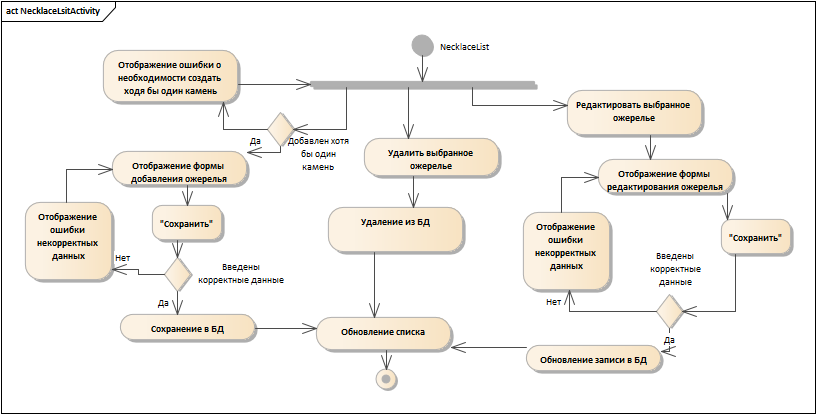 act NecklaceLsitActivity
NecklaceList
Отображение ошибки о
необходимости создать
ходя бы один камень
Редактировать выбранное
ожерелье
Да
Добавлен хотя
бы один
камень
Удалить выбранное
ожерелье
Отображение формы
добавления ожерелья
Отображение формы
редактирования ожерелья
Отображение
ошибки
некорректных
данных
"Сохранить"
Удаление из БД
Отображение
ошибки
некорректных
данных
"Сохранить"
Нет
Введены
корректные данные
Введены
корректные
данные
Да
Нет
Сохранение в БД
Обновление списка
Да
Обновление записи в БД